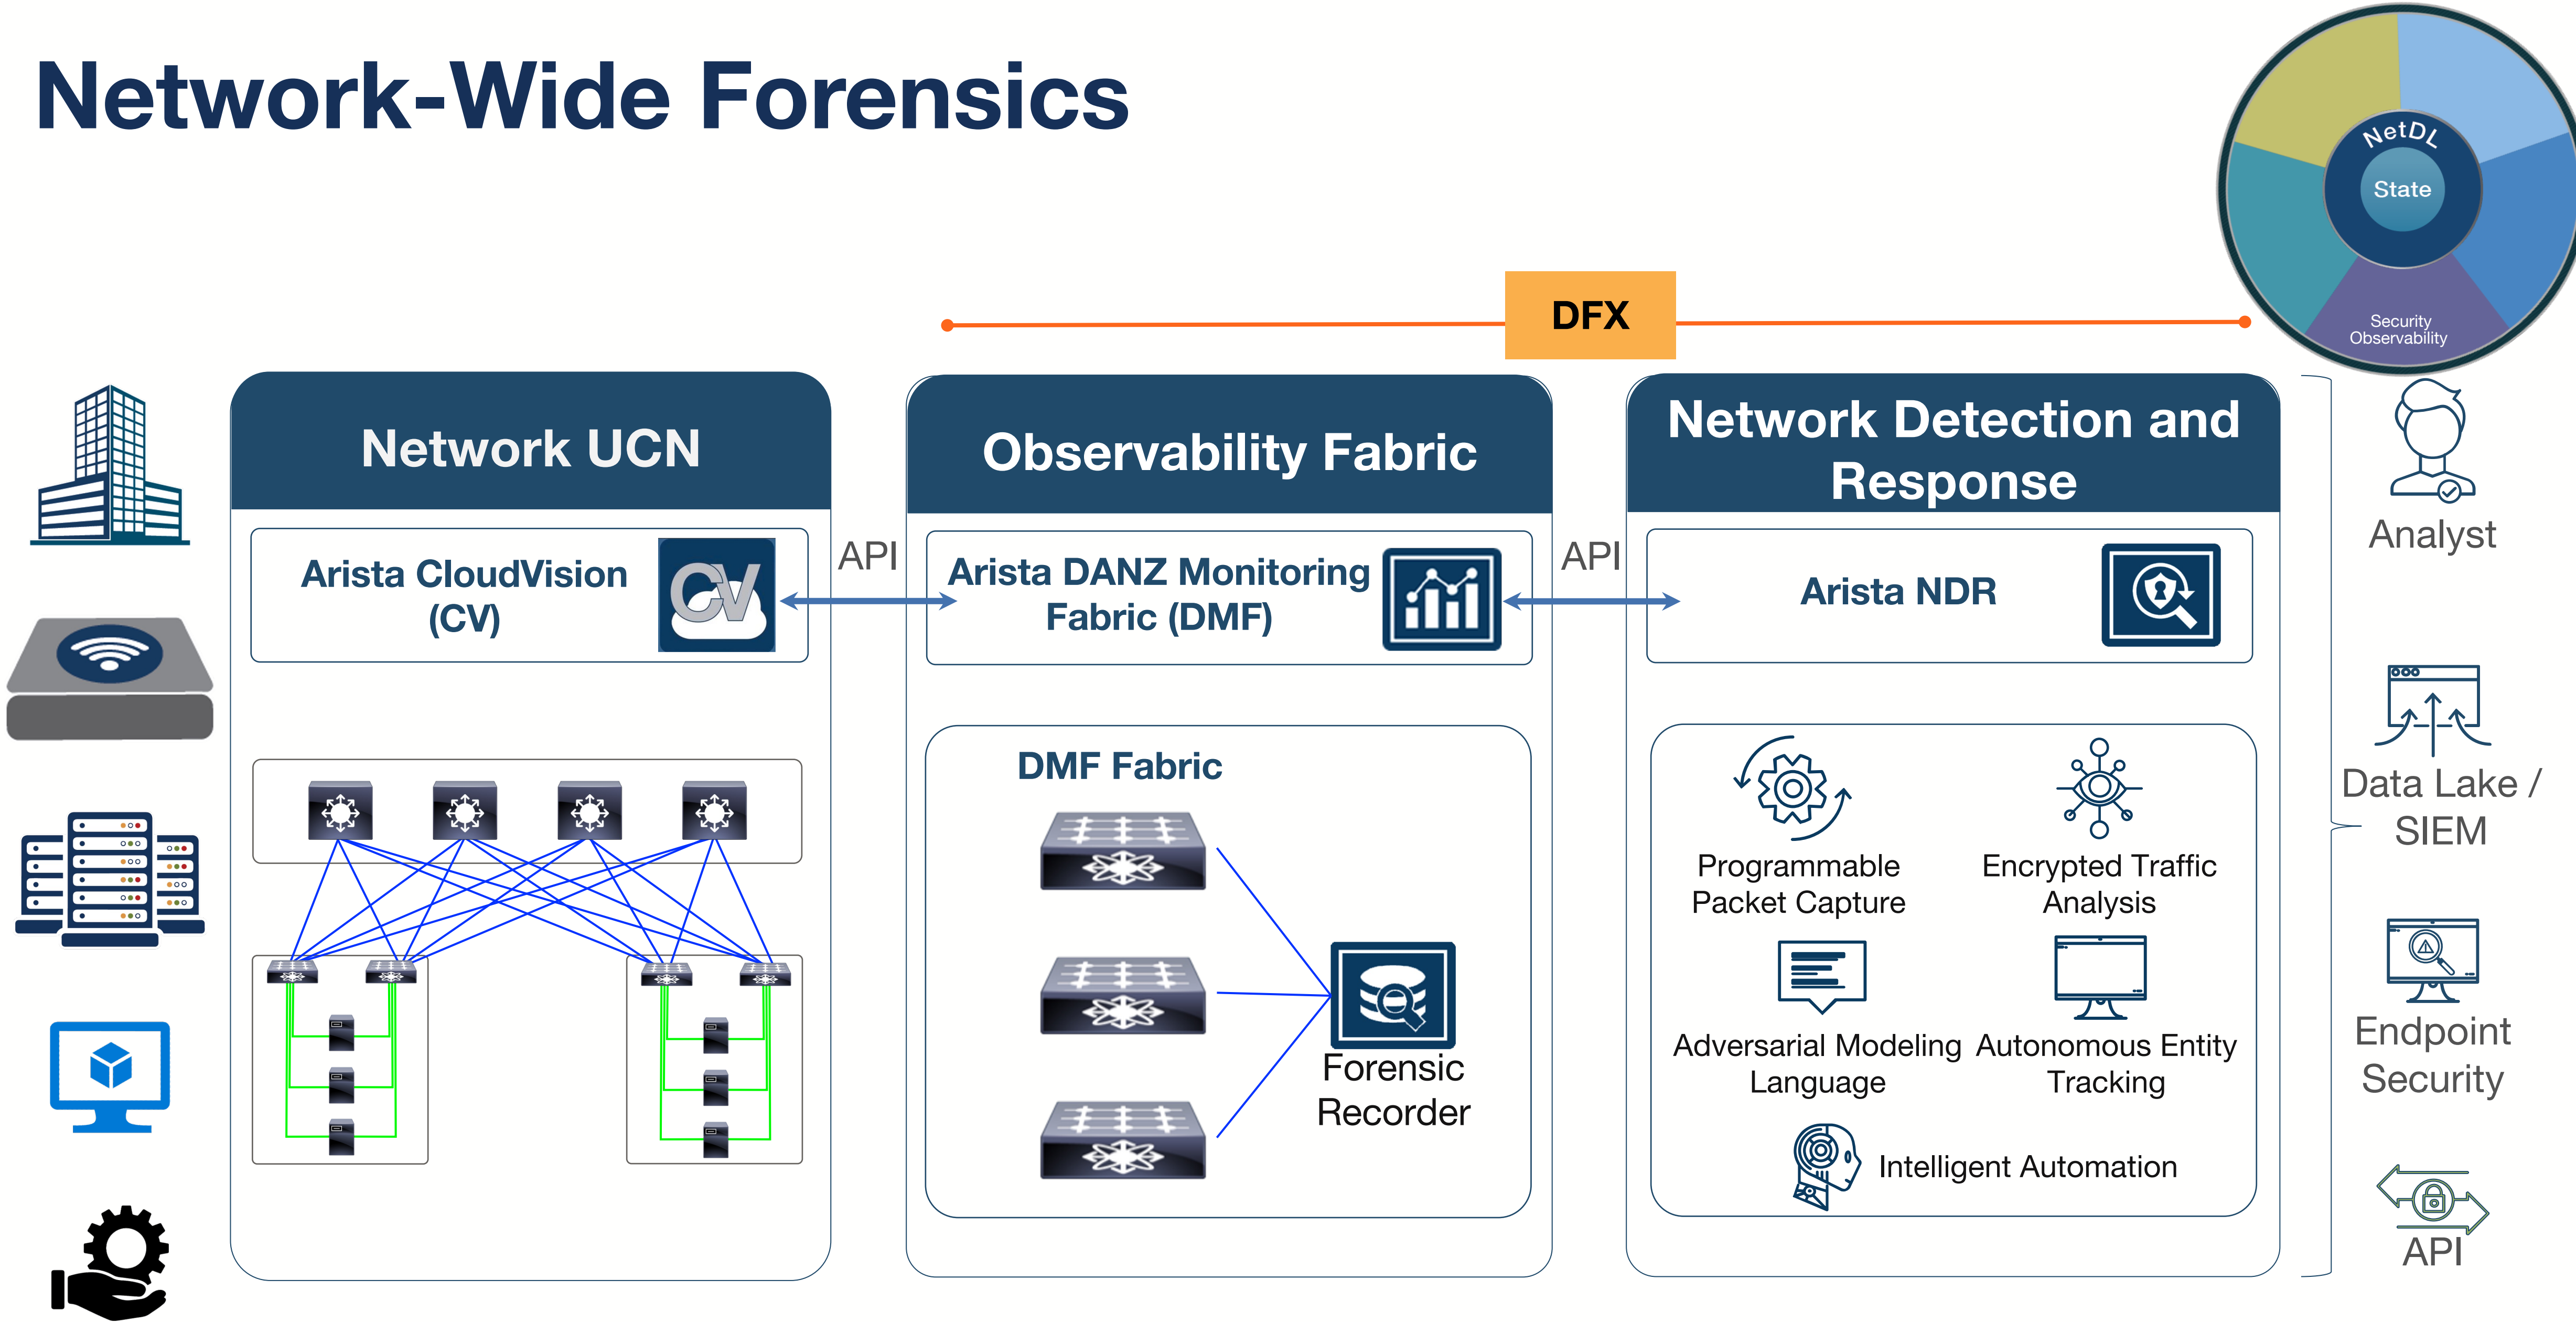 Network-Wide Forensics
NetDL
State
Security
Observability
DFX
Network UCN
Observability Fabric
Network Detection and
Response
Arista CloudVision
(CV)
CV
API
Arista DANZ Monitoring
Fabric (DMF)
API
Arista NDR
DMF Fabric
Forensic
Recorder
Programmable
Packet Capture
Encrypted Traffic
Analysis
Adversarial Modeling
Language
Autonomous Entity
Tracking
Intelligent Automation
Analyst
Data Lake /
SIEM
Endpoint
Security
API